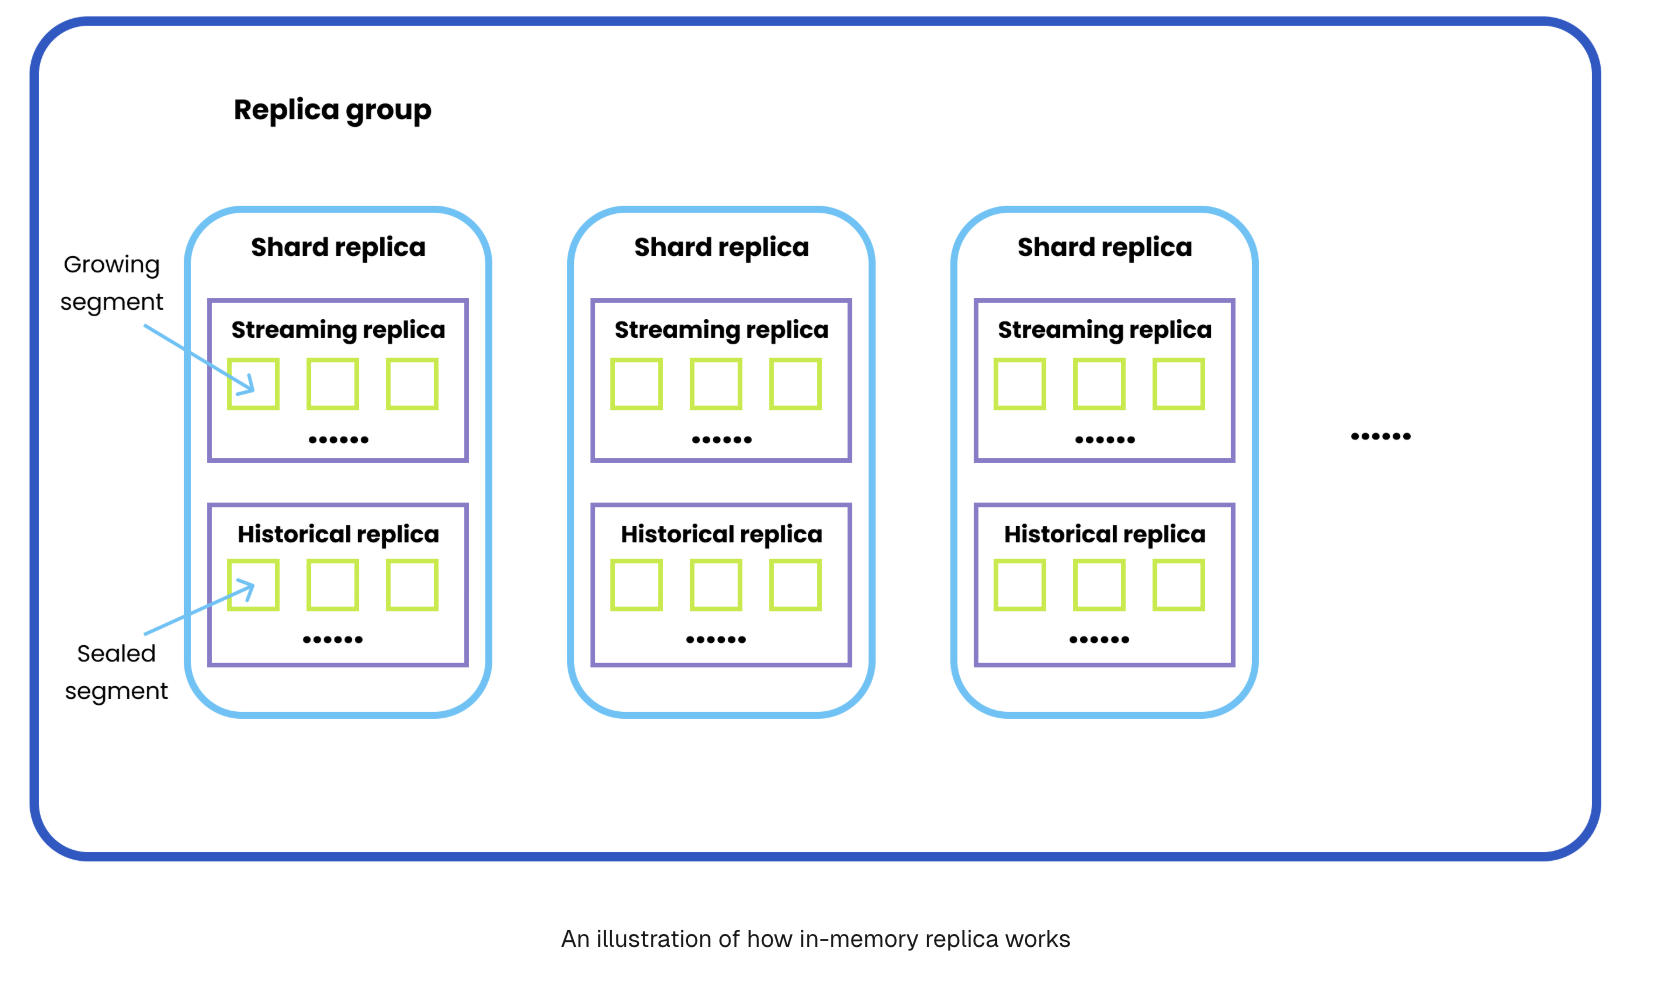 Replica group
Growing
segment
Shard replica
Streaming replica
......
Historical replica
......
Sealed
segment
Shard replica
Streaming replica
......
Historical replica
......
Shard replica
Streaming replica
......
Historical replica
......
......
An illustration of how in-memory replica works